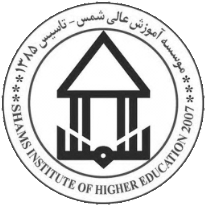 موسسه آموزش عالی شمس - تاسیس ۱۳۸۵
SHAMS INSTITUTE OF HIGHER EDUCATION 2007